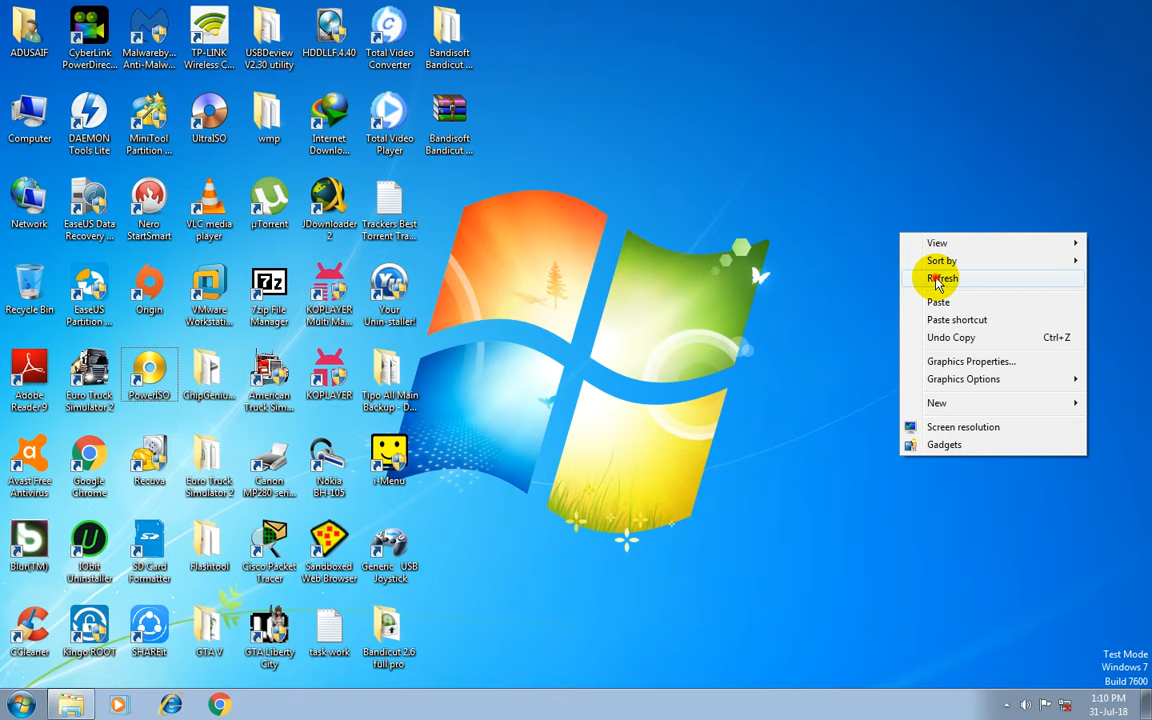 ADUSAIF
CyberLink
PowerDirec...
Malwareby...
Anti-Malw...
TP-LINK
Wireless C...
USBDeview
V2.30 utility
HDDLLF.4.40
Total Video
Converter
Bandisoft
Bandicut ...
Computer
DAEMON
Tools Lite
MiniTool
Partition ...
UltraISO
wmp
Internet
Downlo...
Total Video
Player
Bandisoft
Bandicut ...
Network
EaseUS Data
Recovery ...
Nero
StartSmart
VLC media
player
µTorrent
JDownloader
2
Trackers Best
Torrent Tra...
Recycle Bin
EaseUS
Partition ...
Origin
VMware
Workstati...
7z
7zip File
Manager
KOPLAYER
Multi Ma...
Your
Unin-staller!
Adobe
Reader 9
Euro Truck
Simulator 2
PowerISO
ChipGeniu...
American
Truck Sim...
KOPLAYER
Tipo All Main
Backup - D...
Avast Free
Antivirus
Google
Chrome
Recuva
Euro Truck
Simulator 2
Canon
MP280 seri...
Nokia
BH-105
i-Menu
Blur(TM)
IObit
Uninstaller
SD Card
Formatter
Flashtool
Cisco Packet
Tracer
Sandboxed
Web Browser
Generic USB
Joystick
CCleaner
Kingo ROOT
SHAREit
GTA V
GTA Liberty
City
task work
Bandicut 2.6
full pro
View
Sort by
Refresh
Paste
Paste shortcut
Undo Copy Ctrl+Z
Graphics Properties...
Graphics Options
New
Screen resolution
Gadgets
Test Mode
Windows 7
Build 7600
1:10 PM
31-Jul-18